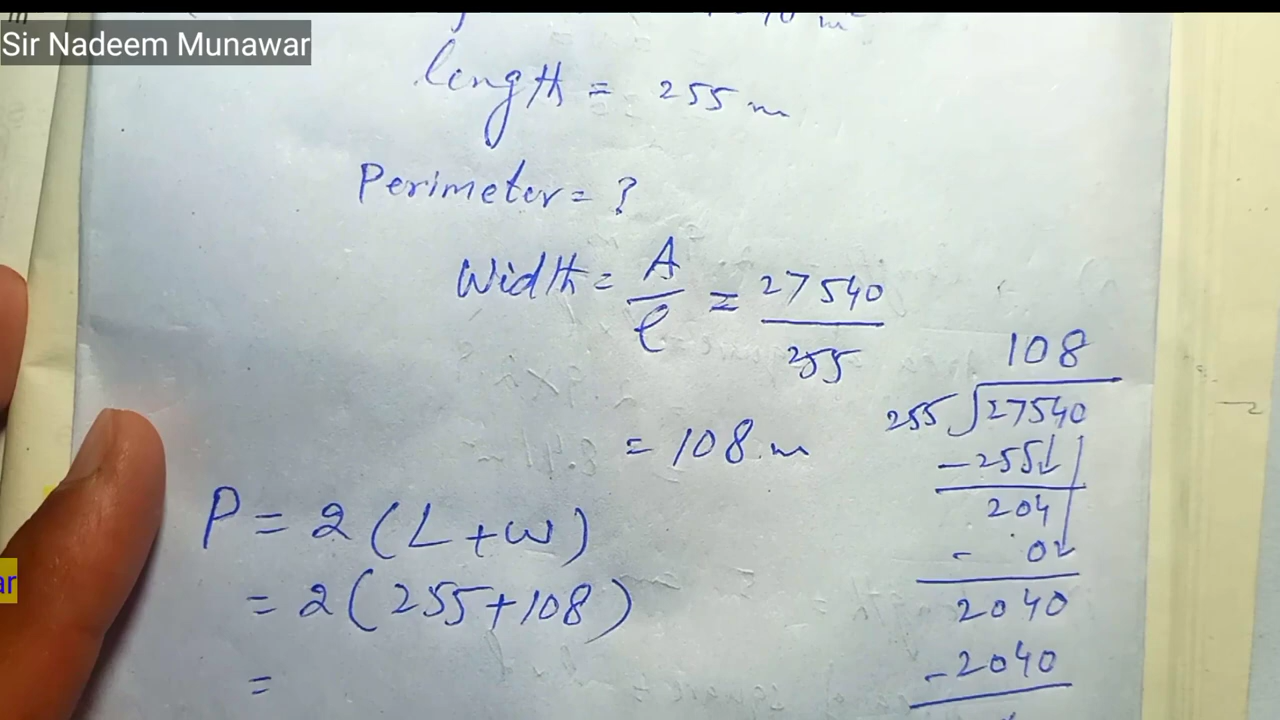 Sir Nadeem Munawar
length = 255 m
Perimeter = ?
Width = A/l = 27540/255
= 108 m
P = 2 (L+w)
= 2 (255+108)
=
108
255 ) 27540
-255
204
- 0
2040
-2040
ar